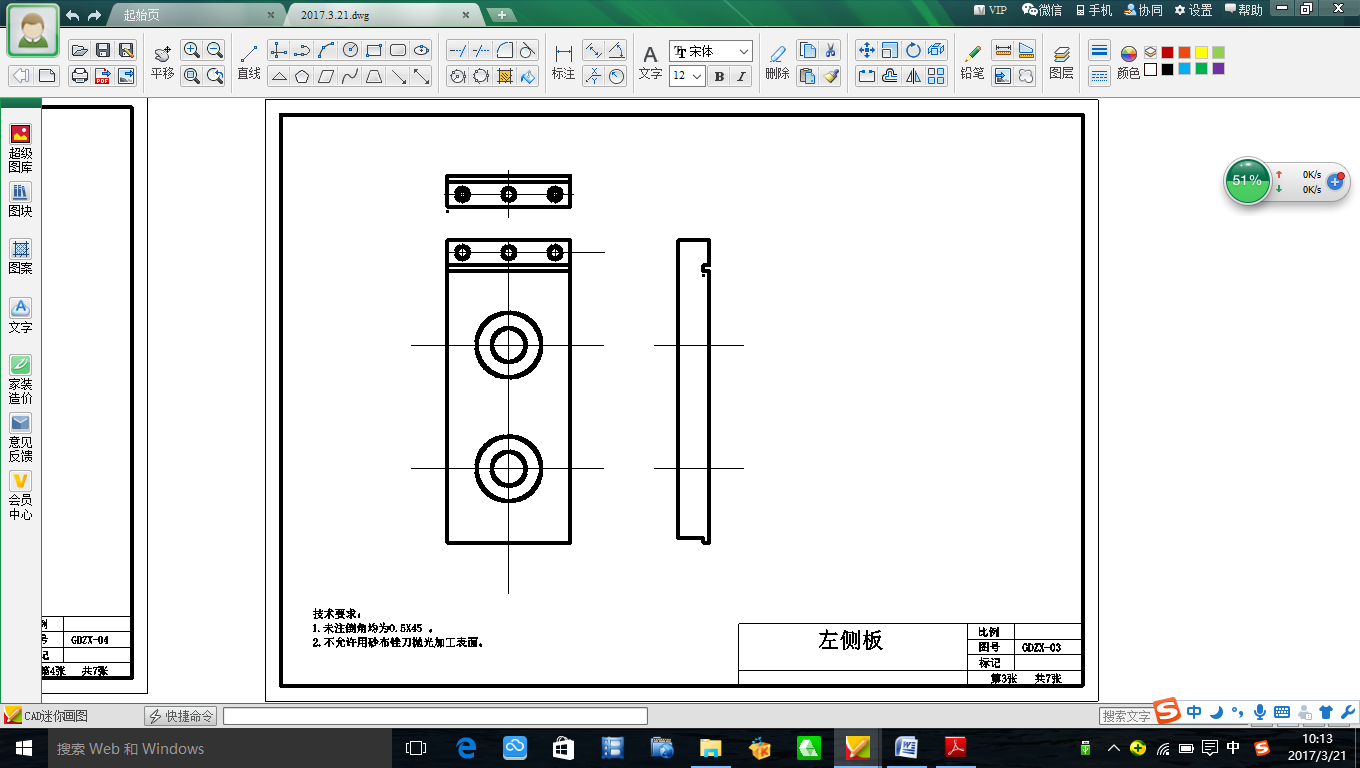 起始页
2017.3.21.dwg
VIP
微信
手机
协同
设置
帮助
平移
直线
标注
文字
宋体
12
B
I
删除
铅笔
图层
颜色
超级
图库
图块
图案
文字
家装
造价
意见
反馈
会员
中心
51%
0K/s
0K/s
例
号 GDZX-04
记
第4张 共7张
技术要求:
1.未注倒角均为0.5X45 。
2.不允许用砂布锉刀抛光加工表面。
左侧板
比例
图号 GDZX-03
标记
第3张 共7张
CAD迷你画图
快捷命令
搜索文字
中
搜索 Web 和 Windows
中
10:13
2017/3/21